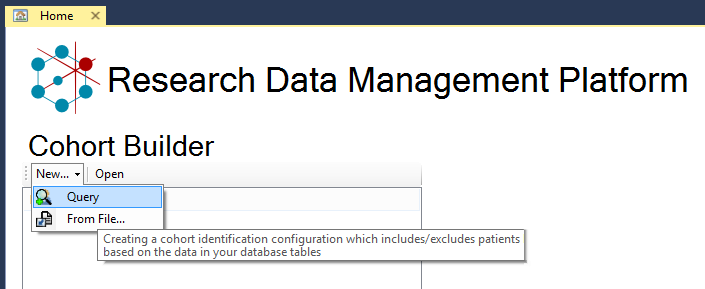 Home
Research Data Management Platform
Cohort Builder
New... Open
Query
From File...
Creating a cohort identification configuration which includes/excludes patients
based on the data in your database tables